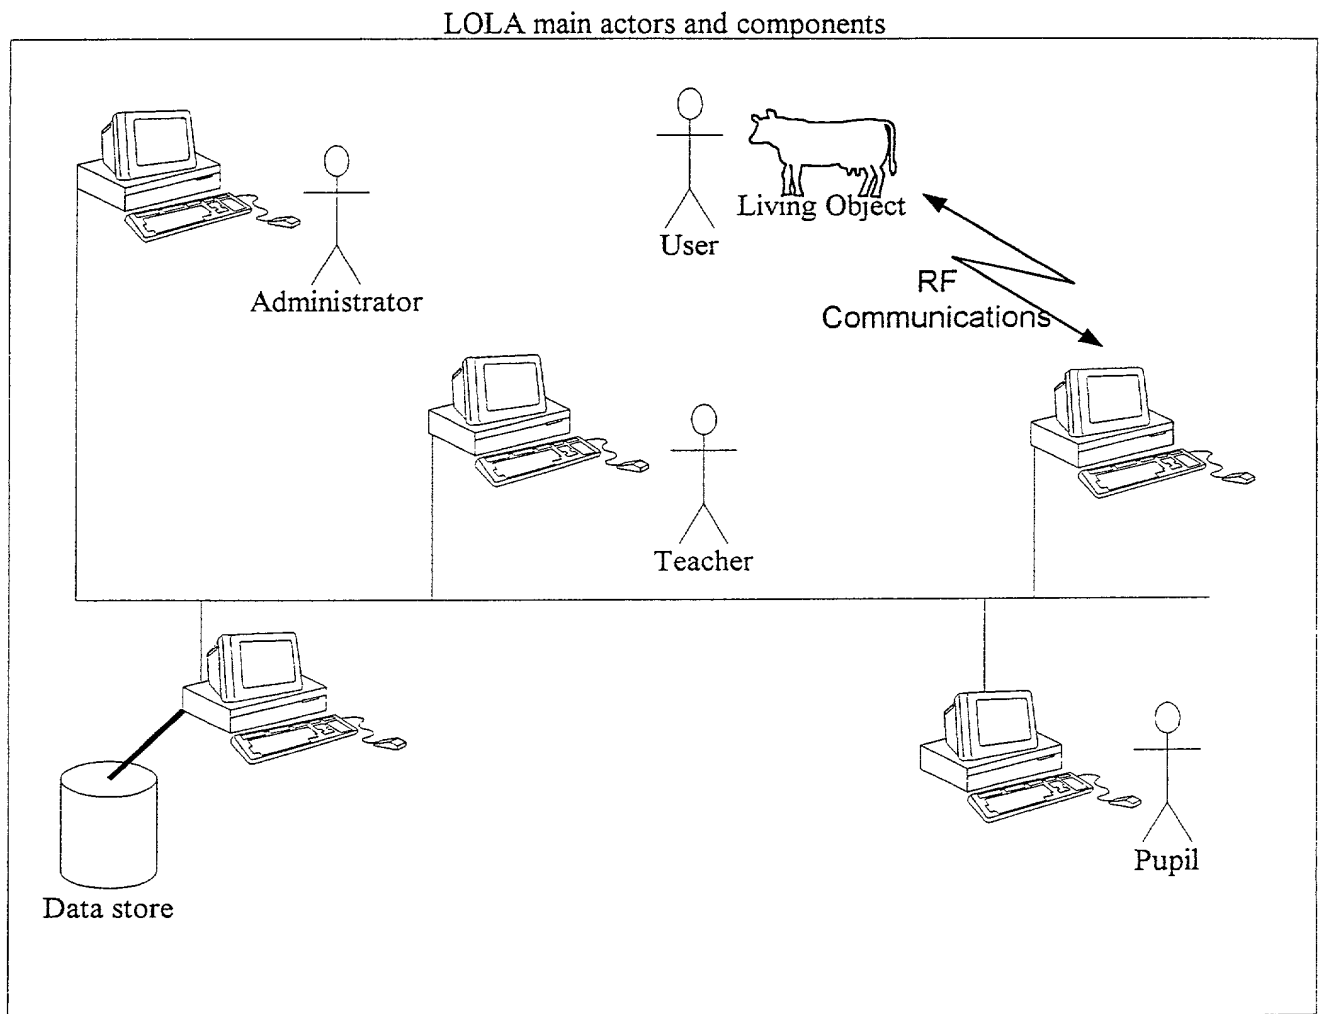 LOLA main actors and components
Living Object
User
RF
Communications
Administrator
Teacher
Pupil
Data store